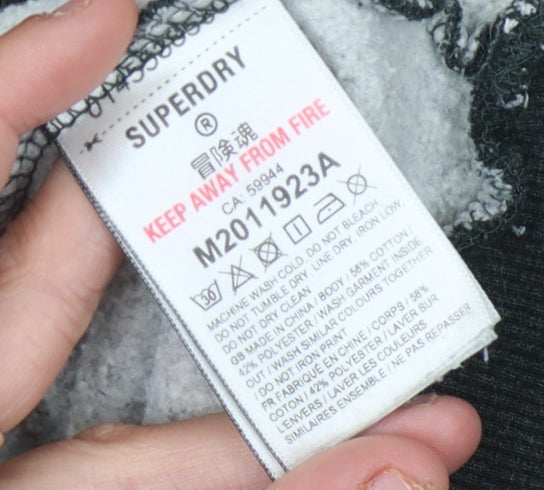 SUPERDRY
®
冒険魂
KEEP AWAY FROM FIRE
CA: 59944
M2011923A
30
MACHINE WASH COLD, DO NOT BLEACH,
DO NOT TUMBLE DRY, LINE DRY, IRON LOW,
DO NOT DRY CLEAN
GB MADE IN CHINA / BODY / 58% COTTON /
42% POLYESTER / WASH GARMENT INSIDE
OUT / WASH SIMILAR COLOURS TOGETHER
/ DO NOT IRON PRINT
FR FABRIQUÉ EN CHINE / CORPS / 58%
COTON / 42% POLYESTER / LAVER SUR
L'ENVERS / LAVER LES COULEURS
SIMILAIRES ENSEMBLE / NE PAS REPASSER